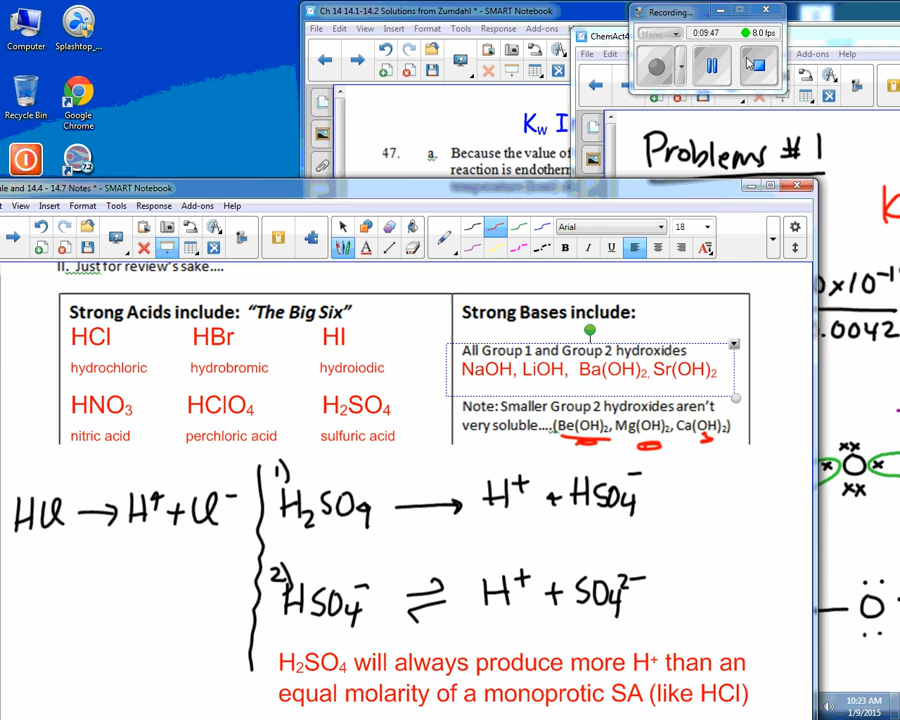 Computer
Splashtop_...
Recycle Bin
Google
Chrome
Ch 14 14.1-14.2 Solutions from Zumdahl * - SMART Notebook
File Edit View Insert Format Tools Response Add-ons
Recording...
Menu
0:09:47
8.0 fps
ChemAct4
File Edit
Add-ons
Kw I
47. a. Because the value of
reaction is endotherm
Problems #1
ule and 14.4 - 14.7 Notes * - SMART Notebook
View Insert Format Tools Response Add-ons Help
Arial
18
B I U
II. Just for review's sake....
Strong Acids include: "The Big Six"
HCl HBr HI
hydrochloric hydrobromic hydroiodic
HNO₃ HClO₄ H₂SO₄
nitric acid perchloric acid sulfuric acid
Strong Bases include:
All Group 1 and Group 2 hydroxides
NaOH, LiOH, Ba(OH)₂, Sr(OH)₂
Note: Smaller Group 2 hydroxides aren't
very soluble....(Be(OH)₂, Mg(OH)₂, Ca(OH)₂)
HCl → H⁺ + Cl⁻
1) H₂SO₄ → H⁺ + HSO₄⁻
2) HSO₄⁻ ⇌ H⁺ + SO₄²⁻
H₂SO₄ will always produce more H⁺ than an
equal molarity of a monoprotic SA (like HCl)
K
0x10⁻¹
.0042
xx
x O x
xx
O
10:23 AM
1/9/2015